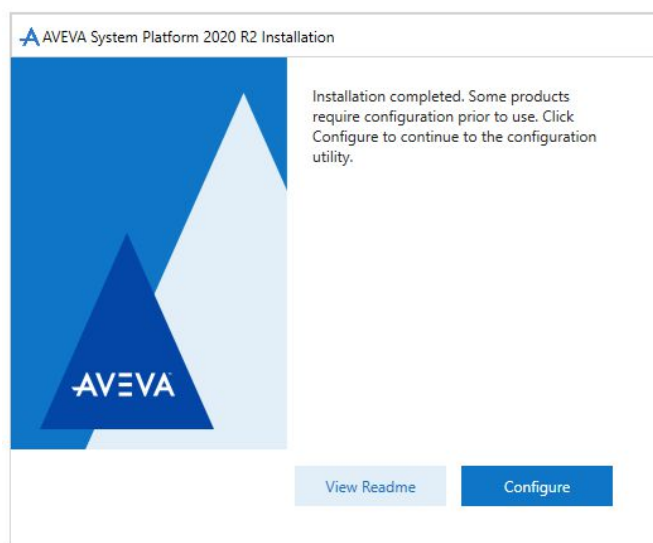 AVEVA System Platform 2020 R2 Installation
Installation completed. Some products
require configuration prior to use. Click
Configure to continue to the configuration
utility.
AVEVA
View Readme
Configure